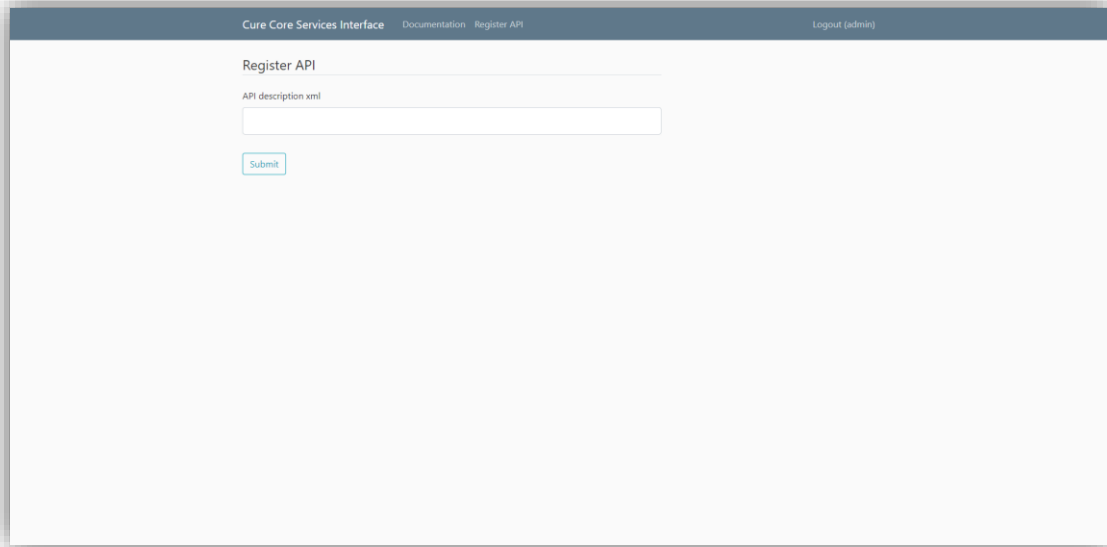 Cure Core Services Interface Documentation Register API Logout (admin)
Register API
API description xml
Submit